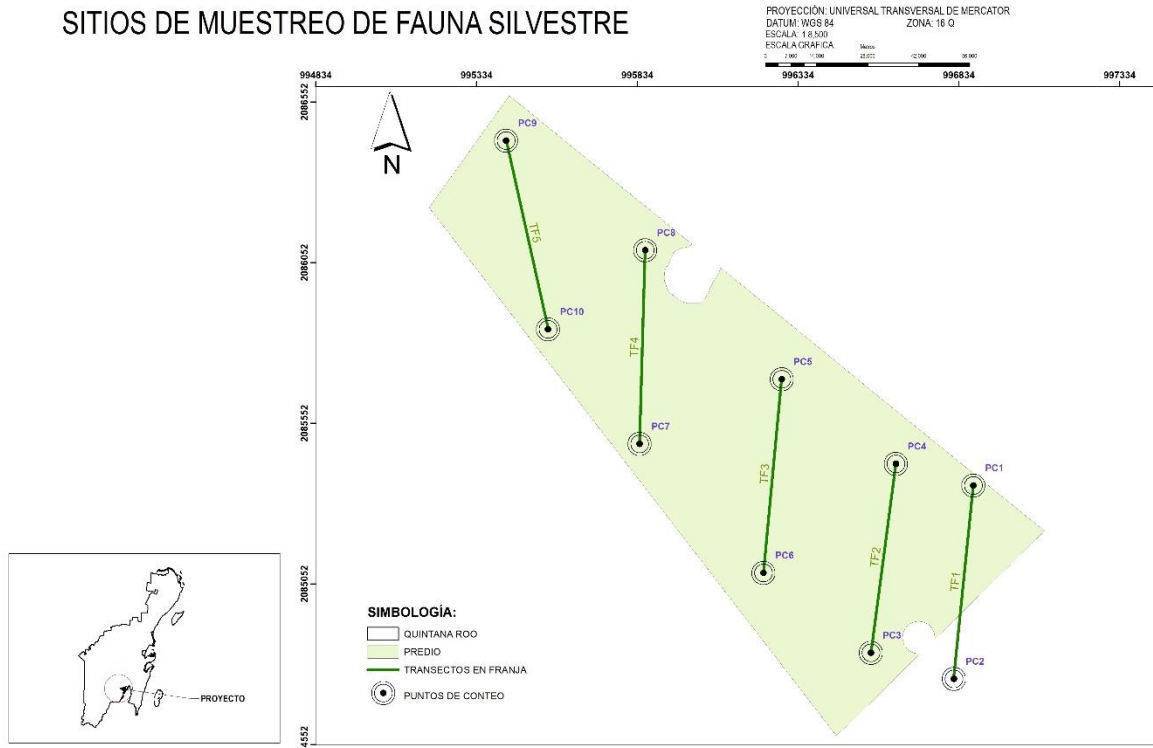 SITIOS DE MUESTREO DE FAUNA SILVESTRE
PROYECCIÓN: UNIVERSAL TRANSVERSAL DE MERCATOR
DATUM: WGS 84 ZONA: 16 Q
ESCALA: 1:8,500
ESCALA GRAFICA
Metros
994834 995334 995834 996334 996834 997334
2086552
2086052
2085552
2085052
4552
N
PC9
TF5
PC8
PC10
TF4
PC5
PC7
PC4
PC1
TF3
PC6
TF2
TF1
PC3
PC2
SIMBOLOGÍA:
QUINTANA ROO
PREDIO
TRANSECTOS EN FRANJA
PUNTOS DE CONTEO
PROYECTO